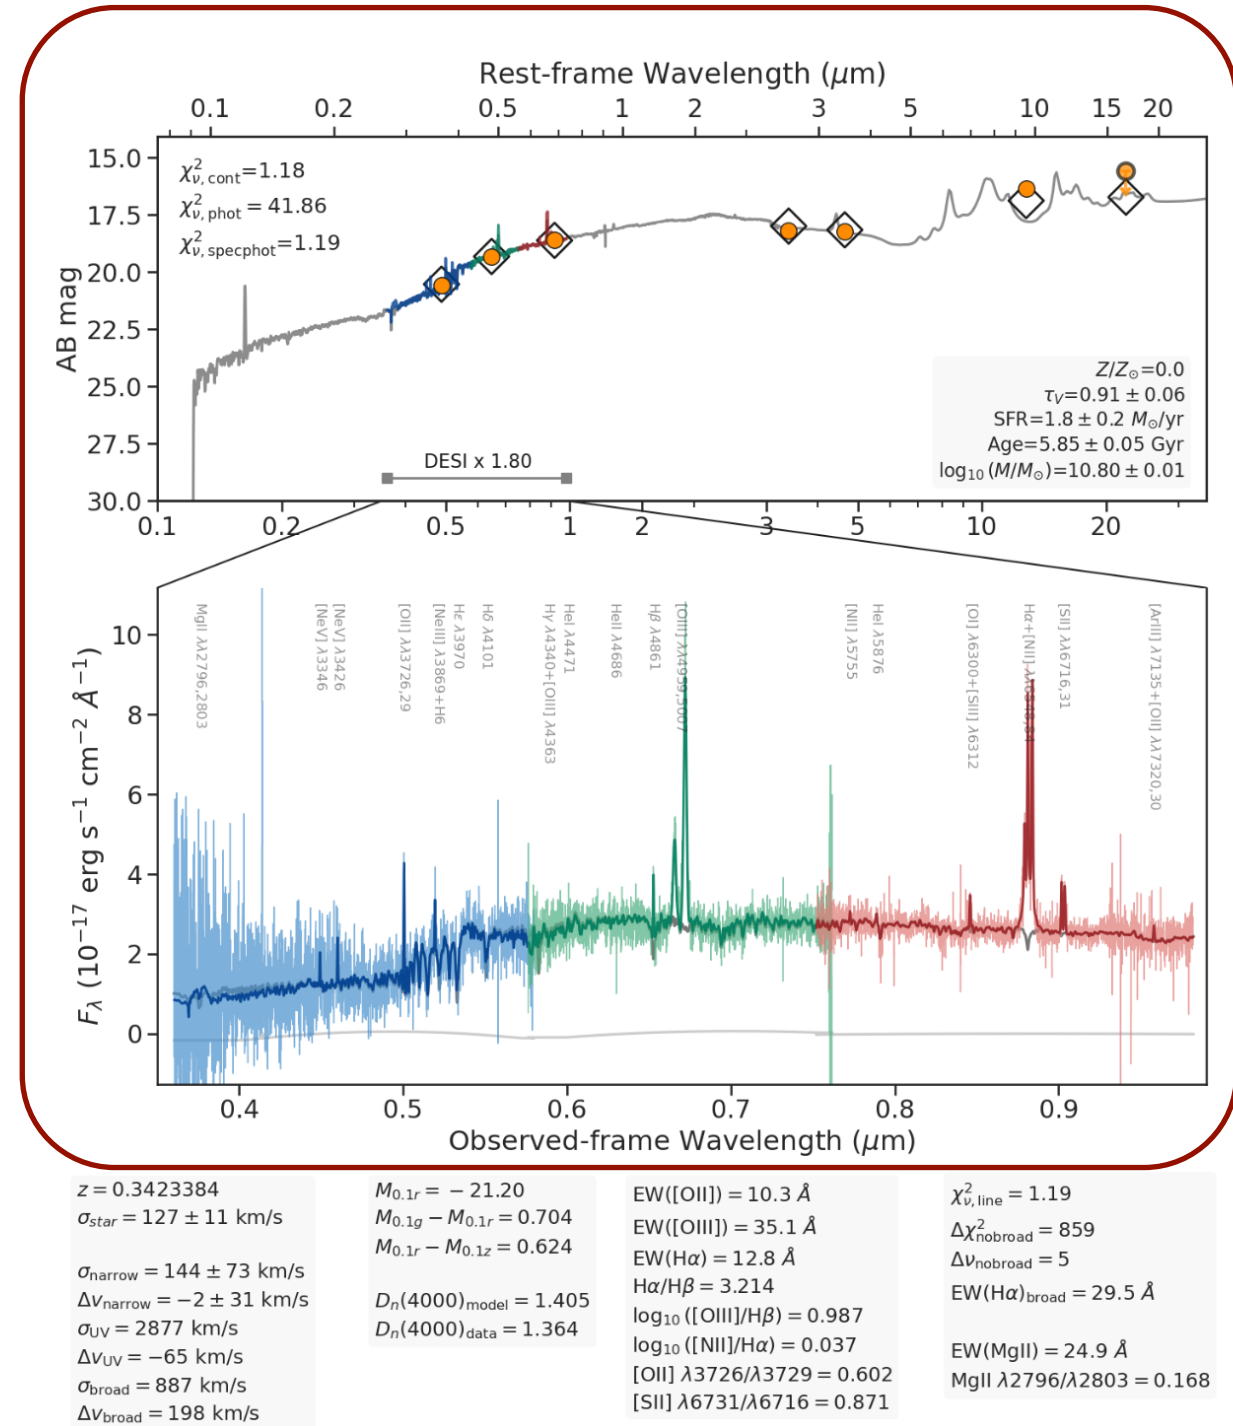 Rest-frame Wavelength (μm)
0.1 0.2 0.5 1 2 3 5 10 15 20
χ²ν, cont=1.18
χ²ν, phot = 41.86
χ²ν, specphot=1.19
AB mag
15.0
17.5
20.0
22.5
25.0
27.5
30.0
Z/Z⊙=0.0
τV=0.91 ± 0.06
SFR=1.8 ± 0.2 M⊙/yr
Age=5.85 ± 0.05 Gyr
log10(M/M⊙)=10.80 ± 0.01
DESI x 1.80
0.1 0.2 0.5 1 2 3 5 10 20
MgII λλ2796,2803
[NeV] λ3346
[NeV] λ3426
[OII] λλ3726,29
[NeIII] λ3869+H6
Hε λ3970
Hδ λ4101
Hγ λ4340+[OIII] λ4363
HeI λ4471
HeII λ4686
Hβ λ4861
[OIII] λλ4959,5007
[NII] λ5755
HeI λ5876
[OI] λ6300+[SIII] λ6312
Hα+[NII] λλ6548,84
[SII] λλ6716,31
[ArIII] λ7135+[OII] λλ7320,30
Fλ (10⁻¹⁷ erg s⁻¹ cm⁻² Å⁻¹)
10
8
6
4
2
0
0.4 0.5 0.6 0.7 0.8 0.9
Observed-frame Wavelength (μm)
z = 0.3423384
σstar = 127 ± 11 km/s
σnarrow = 144 ± 73 km/s
Δvnarrow = −2 ± 31 km/s
σUV = 2877 km/s
ΔvUV = −65 km/s
σbroad = 887 km/s
Δvbroad = 198 km/s
M0.1r = − 21.20
M0.1g − M0.1r = 0.704
M0.1r − M0.1z = 0.624
Dn(4000)model = 1.405
Dn(4000)data = 1.364
EW([OII]) = 10.3 Å
EW([OIII]) = 35.1 Å
EW(Hα) = 12.8 Å
Hα/Hβ = 3.214
log10([OIII]/Hβ) = 0.987
log10([NII]/Hα) = 0.037
[OII] λ3726/λ3729 = 0.602
[SII] λ6731/λ6716 = 0.871
χ²ν, line = 1.19
Δχ²nobroad = 859
Δνnobroad = 5
EW(Hα)broad = 29.5 Å
EW(MgII) = 24.9 Å
MgII λ2796/λ2803 = 0.168